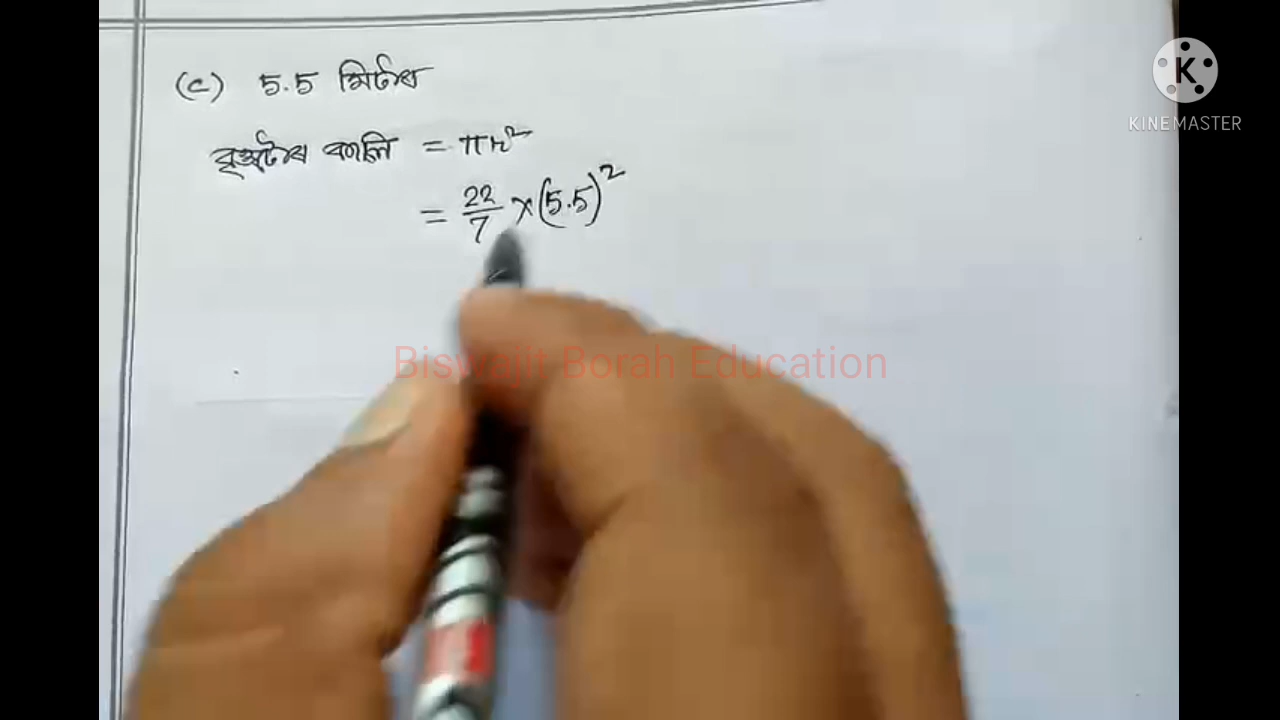 (c) 5.5 মিটাৰ
বৃত্তটোৰ কালি = πr²
= 22/7 × (5.5)²
K
KINEMASTER
Biswajit Borah Education